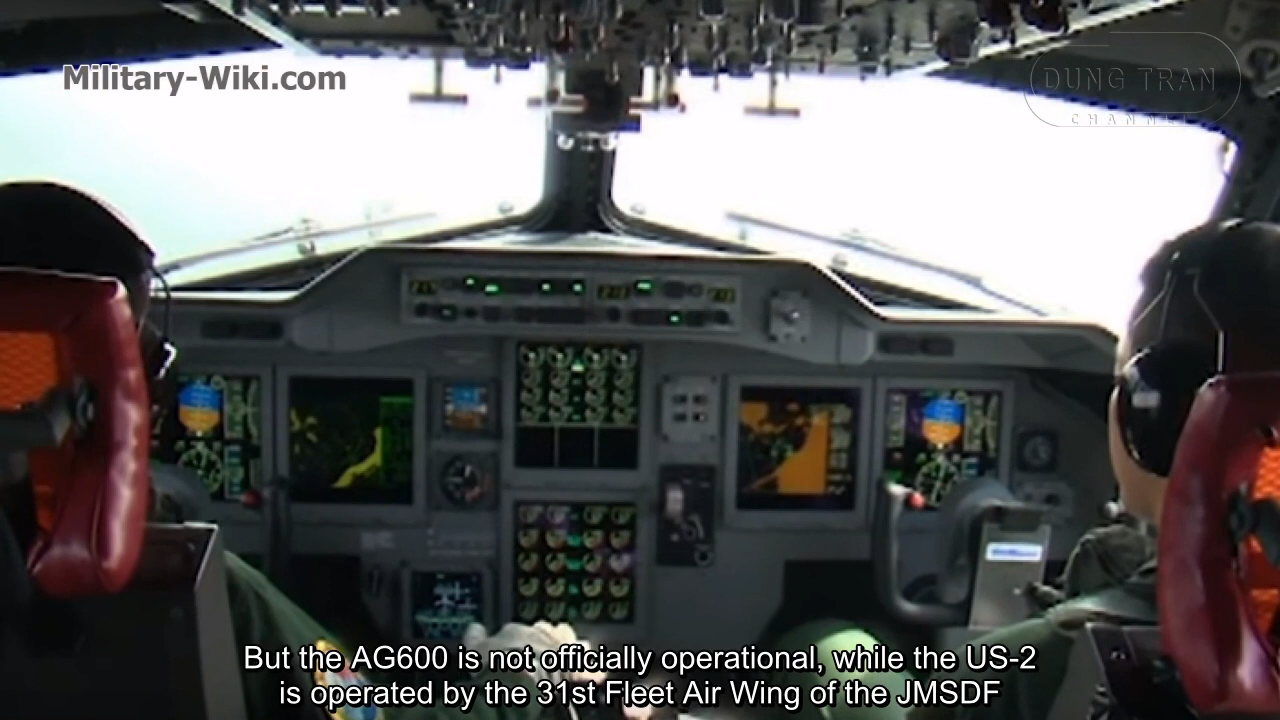 Military-Wiki.com
DUNG TRAN
CHANNEL
But the AG600 is not officially operational, while the US-2
is operated by the 31st Fleet Air Wing of the JMSDF